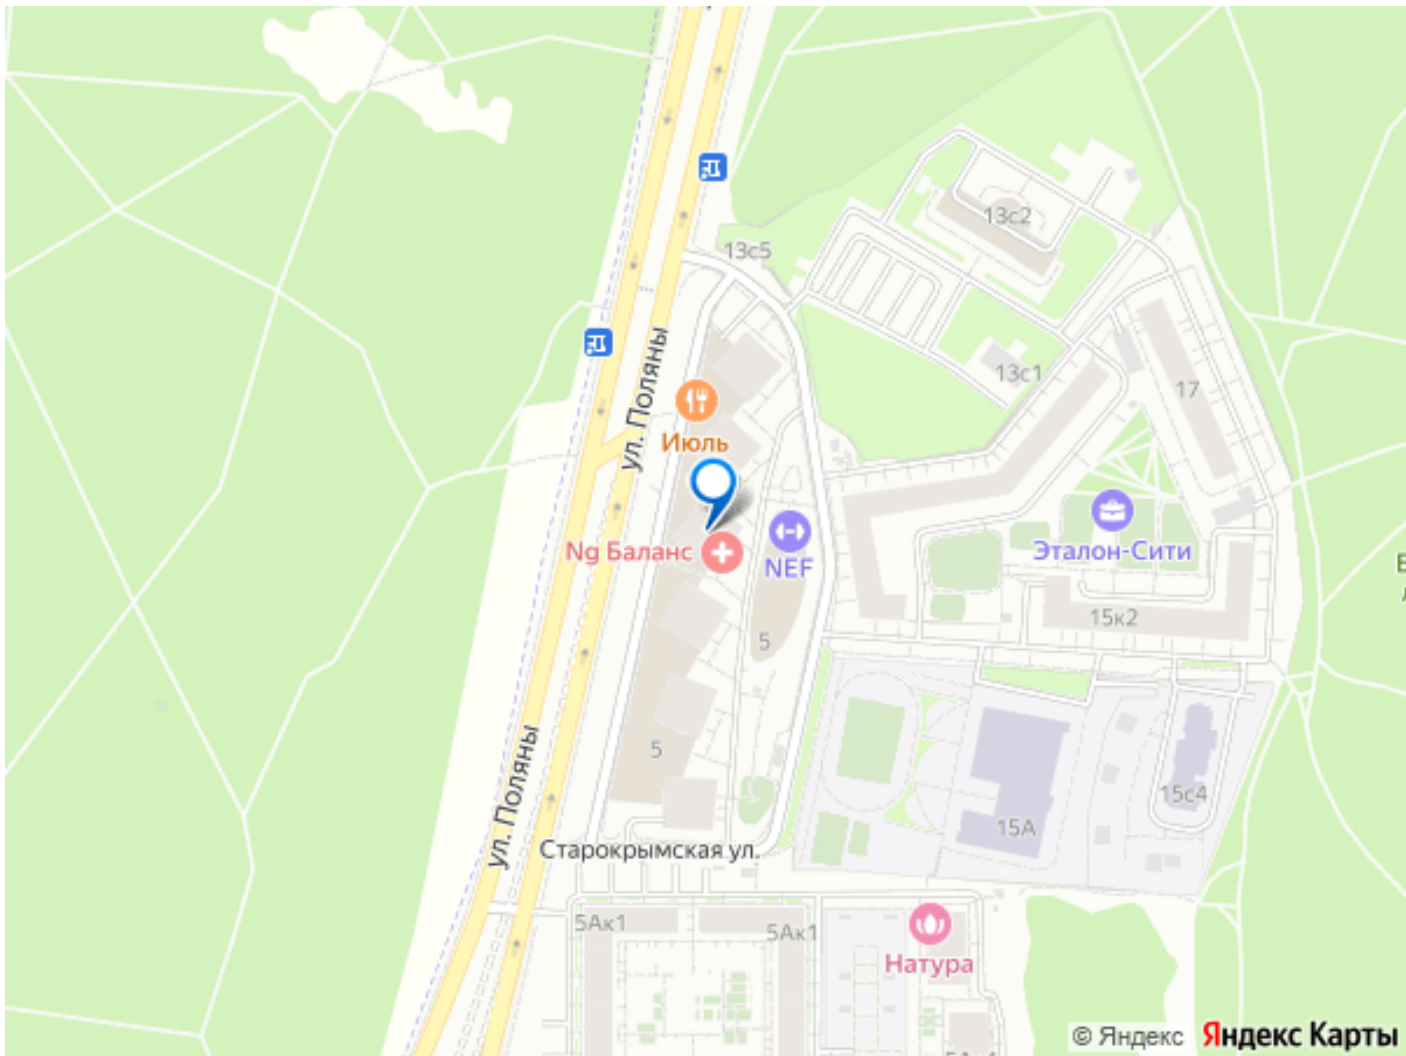 13с2
13с5
ул. Поляны
13с1
17
Июль
Ng Баланс
NEF
Эталон-Сити
15к2
5
5
ул. Поляны
15с4
15А
Старокрымская ул.
5Ак1
5Ак1
Натура
© Яндекс Яндекс Карты